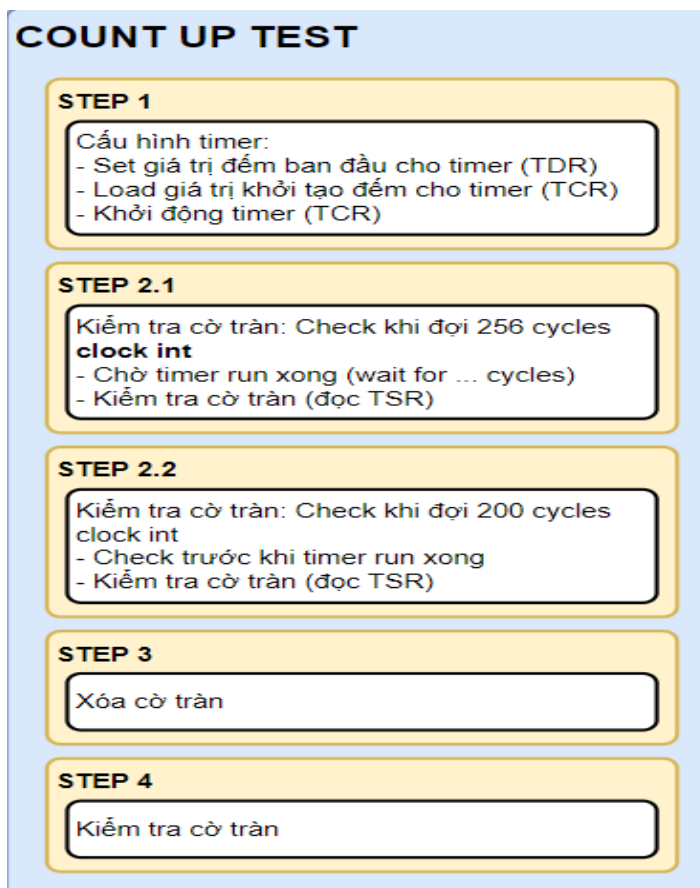 COUNT UP TEST
STEP 1
Cấu hình timer:
- Set giá trị đếm ban đầu cho timer (TDR)
- Load giá trị khởi tạo đếm cho timer (TCR)
- Khởi động timer (TCR)
STEP 2.1
Kiểm tra cờ tràn: Check khi đợi 256 cycles
clock int
- Chờ timer run xong (wait for ... cycles)
- Kiểm tra cờ tràn (đọc TSR)
STEP 2.2
Kiểm tra cờ tràn: Check khi đợi 200 cycles
clock int
- Check trước khi timer run xong
- Kiểm tra cờ tràn (đọc TSR)
STEP 3
Xóa cờ tràn
STEP 4
Kiểm tra cờ tràn